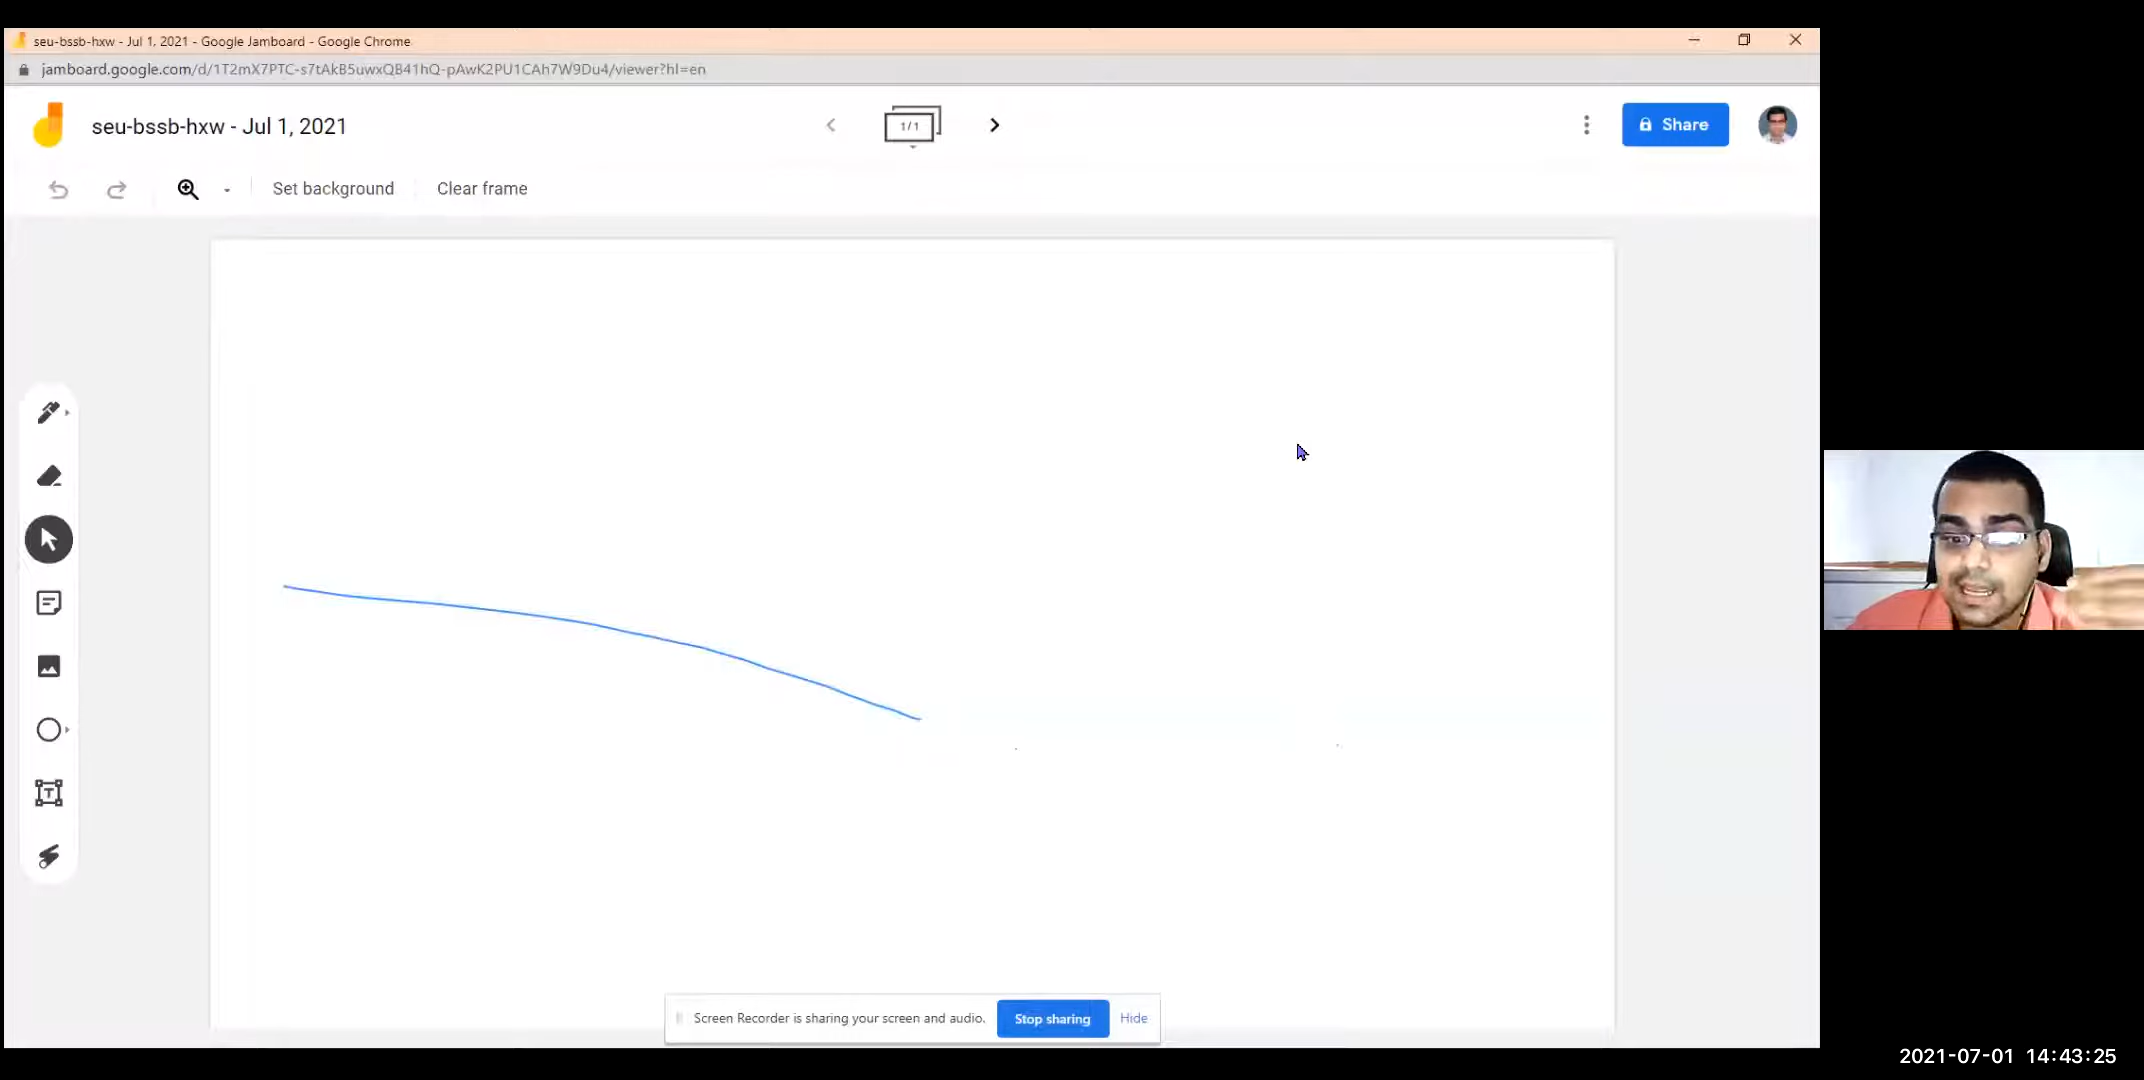 seu-bssb-hxw - Jul 1, 2021 - Google Jamboard - Google Chrome
jamboard.google.com/d/1T2mX7PTC-s7tAkB5uwxQB41hQ-pAwK2PU1CAh7W9Du4/viewer?hl=en
seu-bssb-hxw - Jul 1, 2021
1/1
Share
Set background
Clear frame
Screen Recorder is sharing your screen and audio.
Stop sharing
Hide
2021-07-01 14:43:25